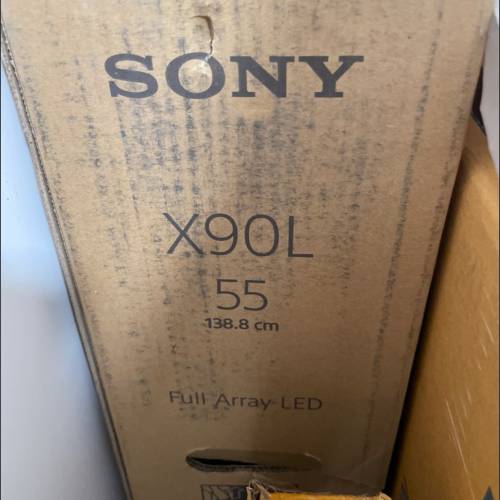 SONY
X90L
55
138.8 cm
Full Array LED